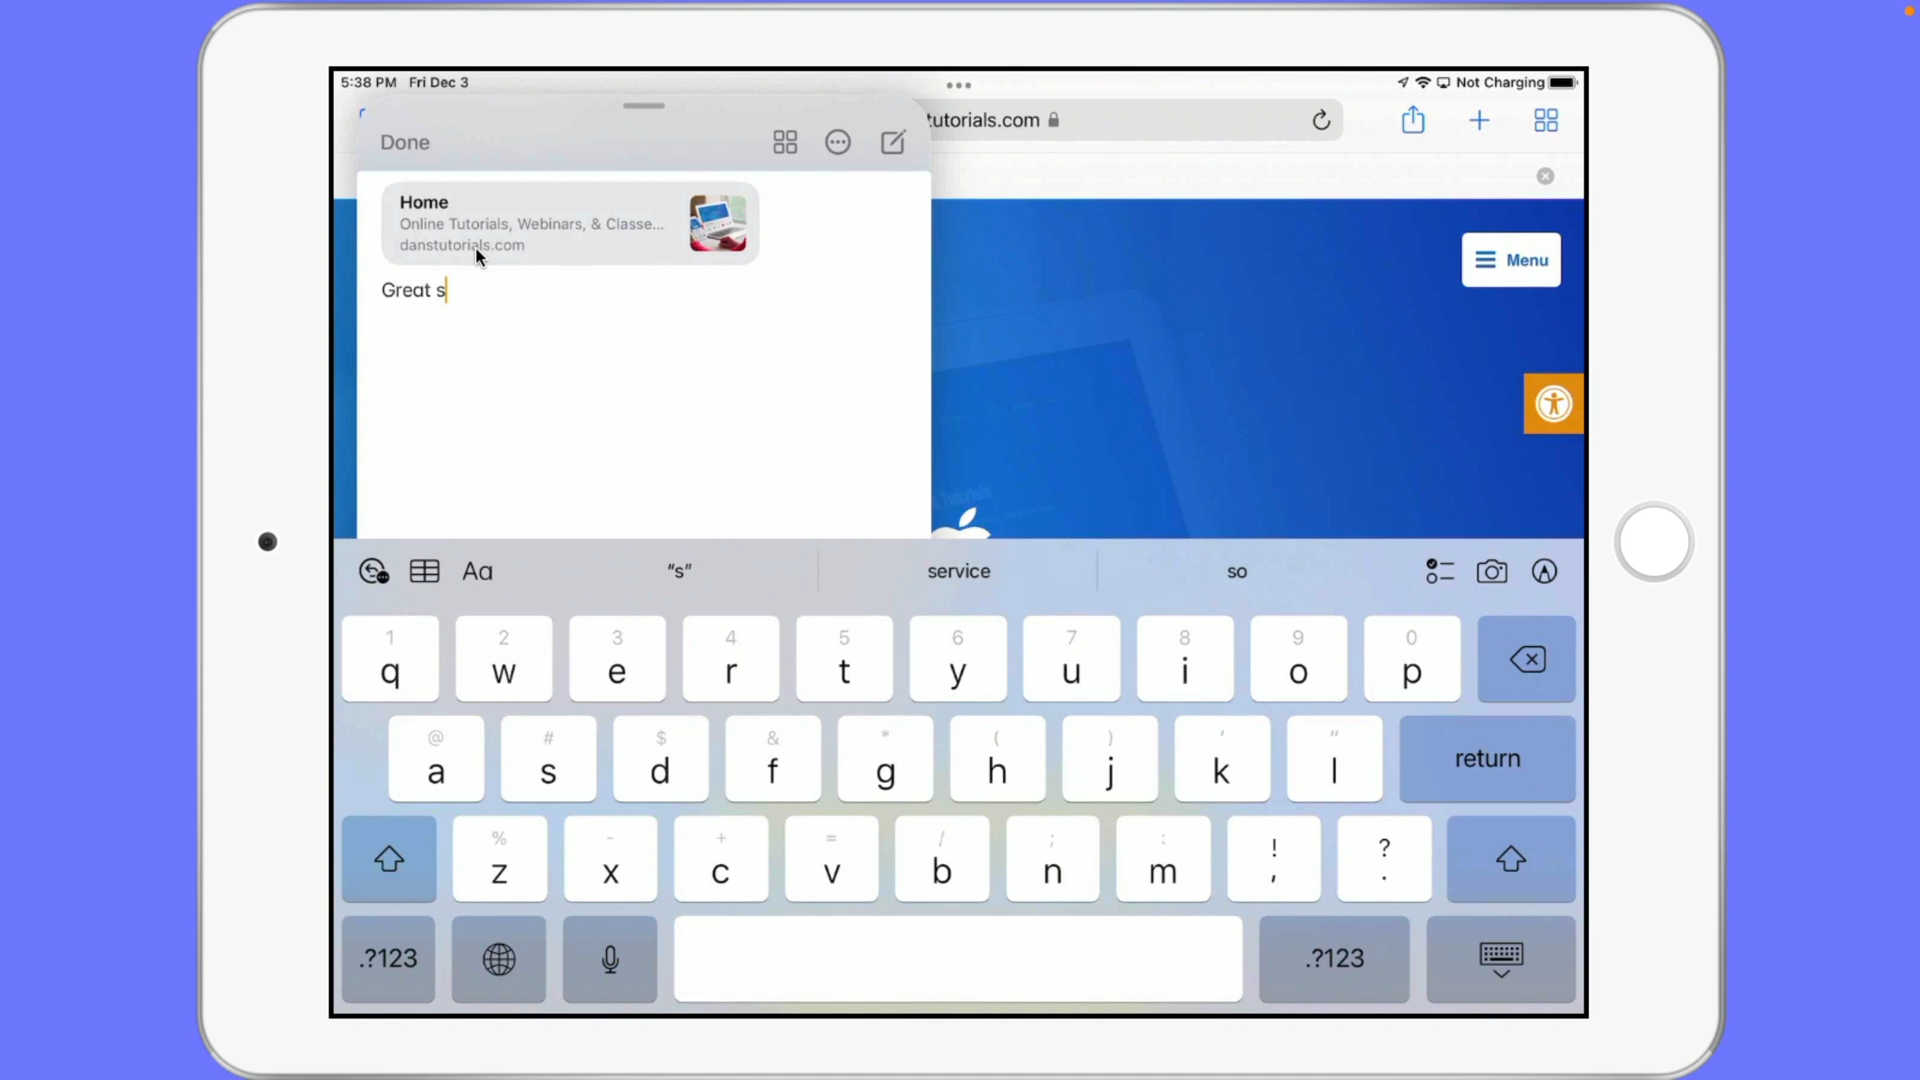 5:38 PM Fri Dec 3
Not Charging
Done
tutorials.com
Home
Online Tutorials, Webinars, & Classe...
danstutorials.com
Great s
Menu
Tutorials
Aa
“s”
service
so
1 2 3 4 5 6 7 8 9 0
q w e r t y u i o p
@ # $ & * ( ) ' "
a s d f g h j k l
return
% - + = / ; : ! ?
z x c v b n m , .
.?123
.?123